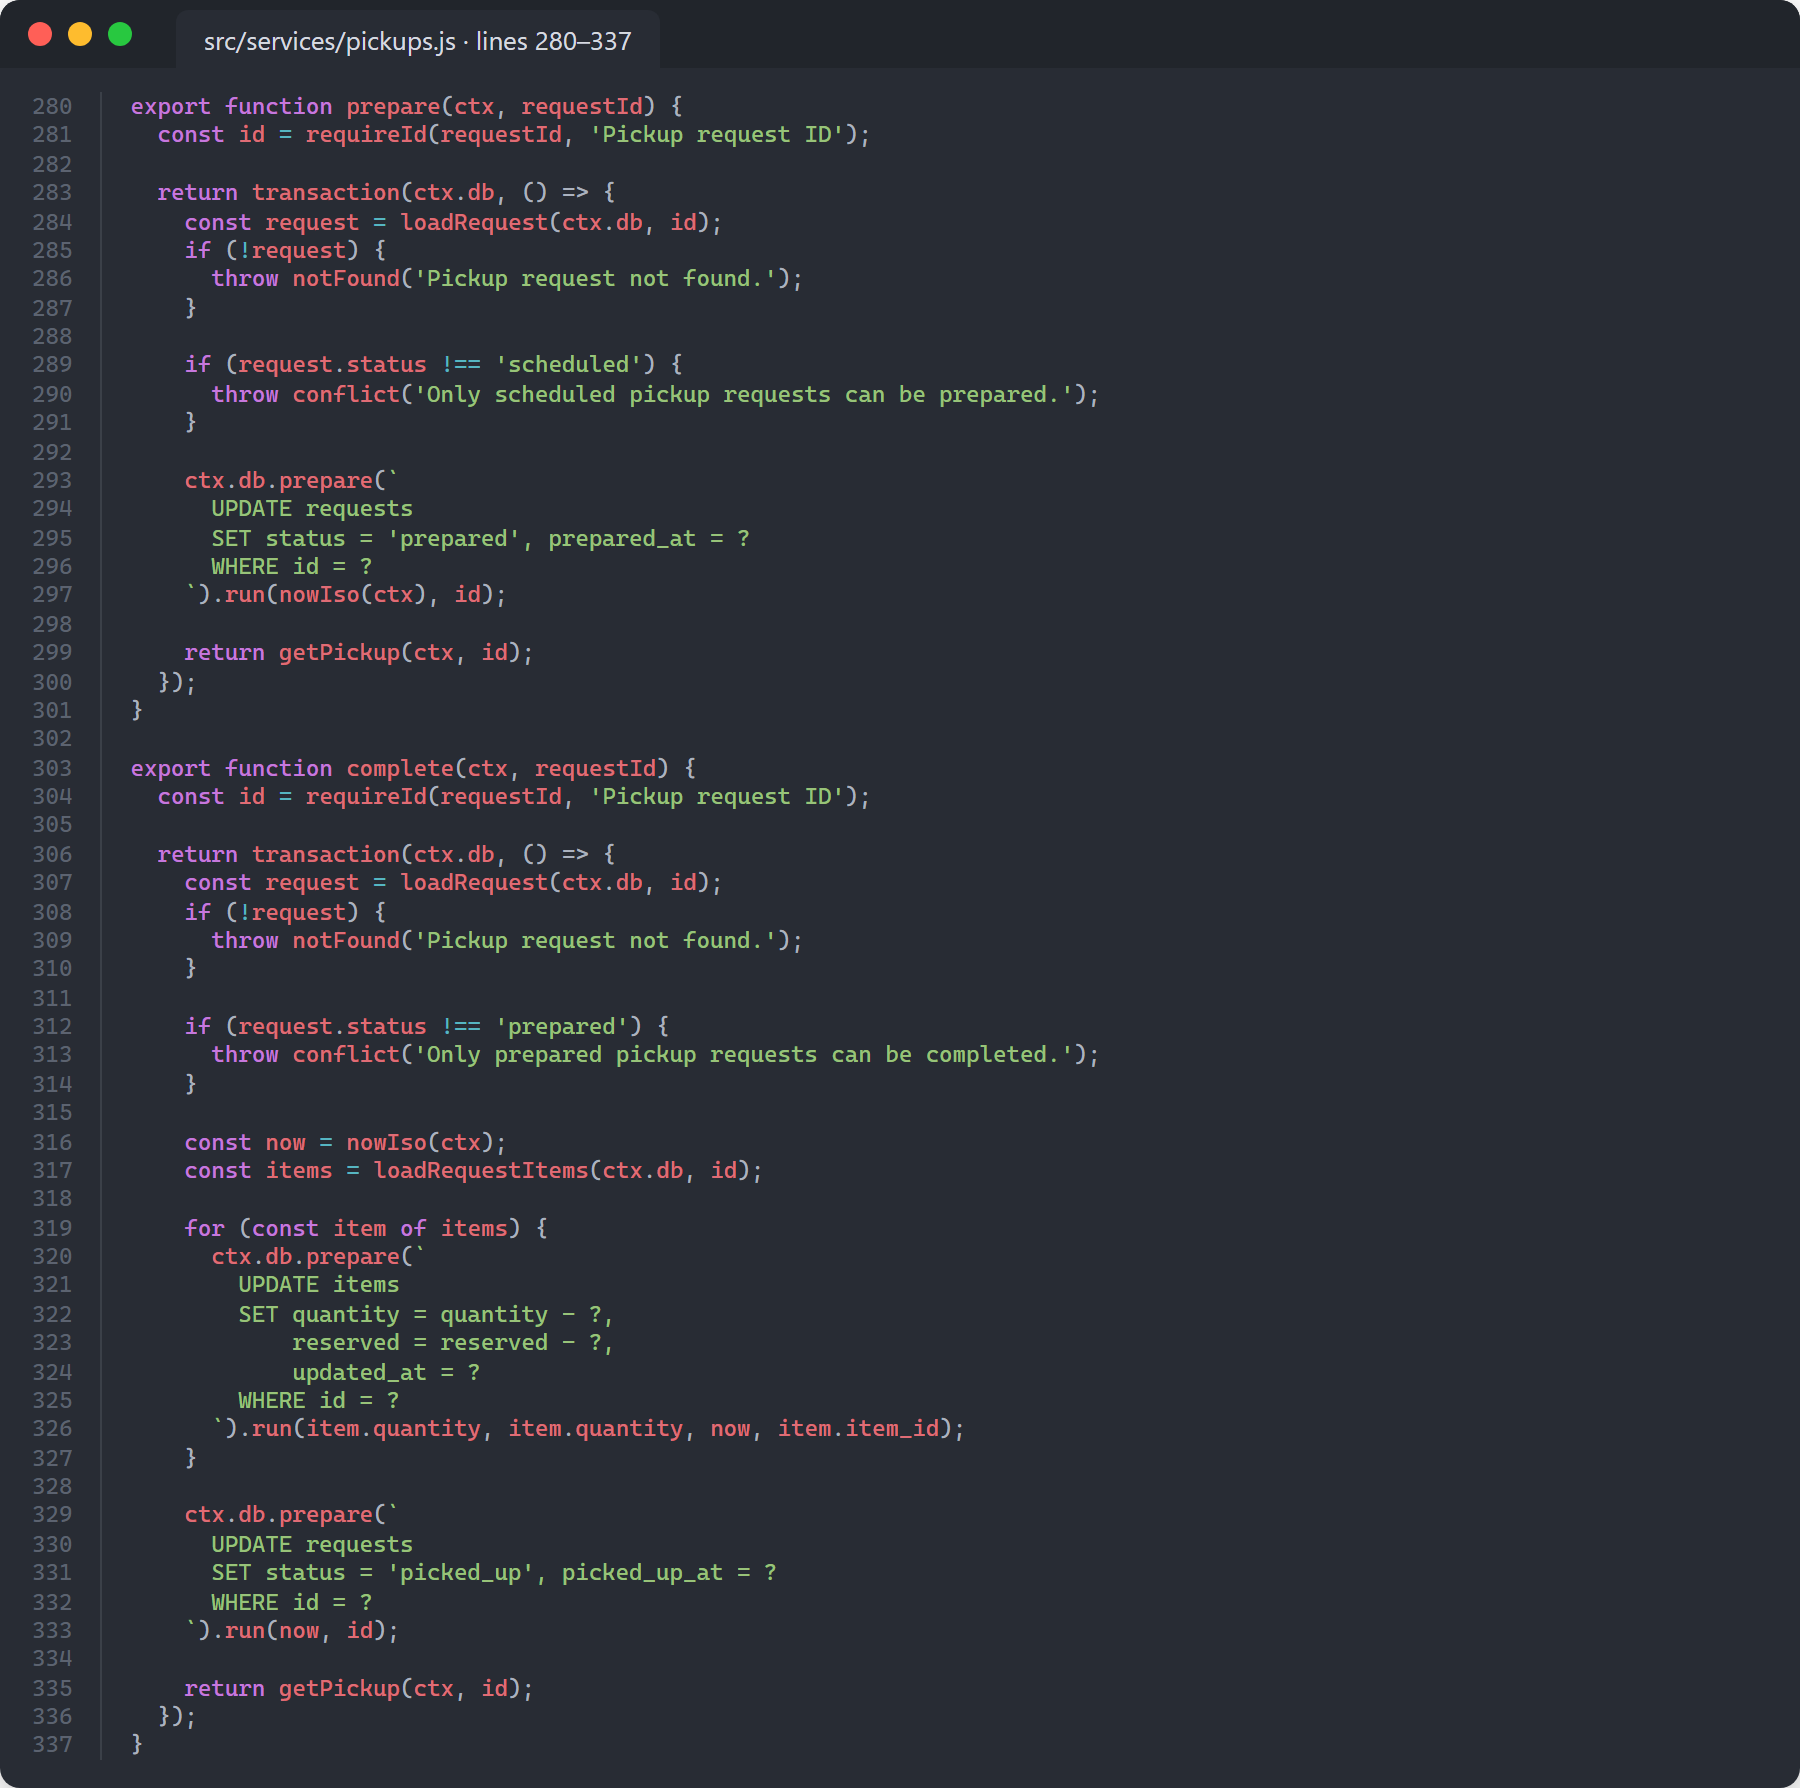 src/services/pickups.js · lines 280–337
280 export function prepare(ctx, requestId) {
281   const id = requireId(requestId, 'Pickup request ID');
282
283   return transaction(ctx.db, () => {
284     const request = loadRequest(ctx.db, id);
285     if (!request) {
286       throw notFound('Pickup request not found.');
287     }
288
289     if (request.status !== 'scheduled') {
290       throw conflict('Only scheduled pickup requests can be prepared.');
291     }
292
293     ctx.db.prepare(`
294       UPDATE requests
295       SET status = 'prepared', prepared_at = ?
296       WHERE id = ?
297     `).run(nowIso(ctx), id);
298
299     return getPickup(ctx, id);
300   });
301 }
302
303 export function complete(ctx, requestId) {
304   const id = requireId(requestId, 'Pickup request ID');
305
306   return transaction(ctx.db, () => {
307     const request = loadRequest(ctx.db, id);
308     if (!request) {
309       throw notFound('Pickup request not found.');
310     }
311
312     if (request.status !== 'prepared') {
313       throw conflict('Only prepared pickup requests can be completed.');
314     }
315
316     const now = nowIso(ctx);
317     const items = loadRequestItems(ctx.db, id);
318
319     for (const item of items) {
320       ctx.db.prepare(`
321         UPDATE items
322         SET quantity = quantity - ?,
323             reserved = reserved - ?,
324             updated_at = ?
325         WHERE id = ?
326       `).run(item.quantity, item.quantity, now, item.item_id);
327     }
328
329     ctx.db.prepare(`
330       UPDATE requests
331       SET status = 'picked_up', picked_up_at = ?
332       WHERE id = ?
333     `).run(now, id);
334
335     return getPickup(ctx, id);
336   });
337 }